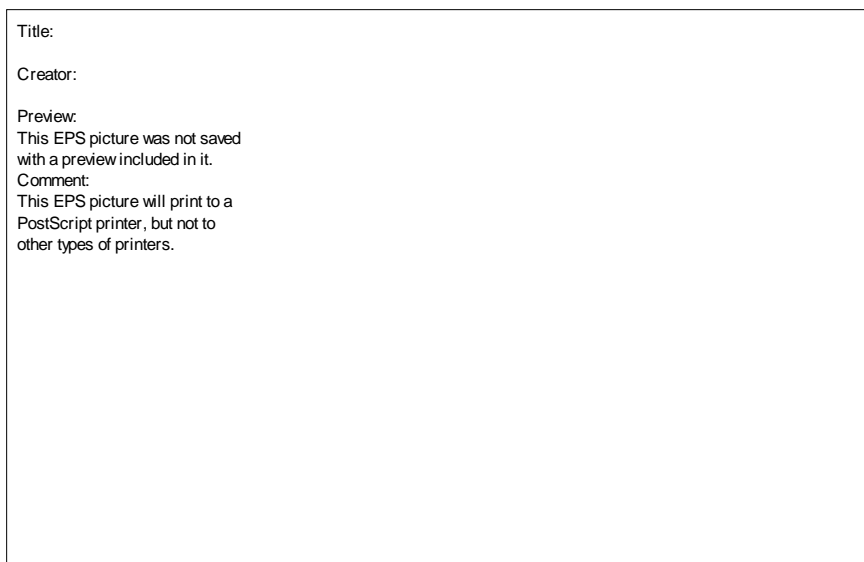 Title:
Creator:
Preview:
This EPS picture was not saved
with a preview included in it.
Comment:
This EPS picture will print to a
PostScript printer, but not to
other types of printers.